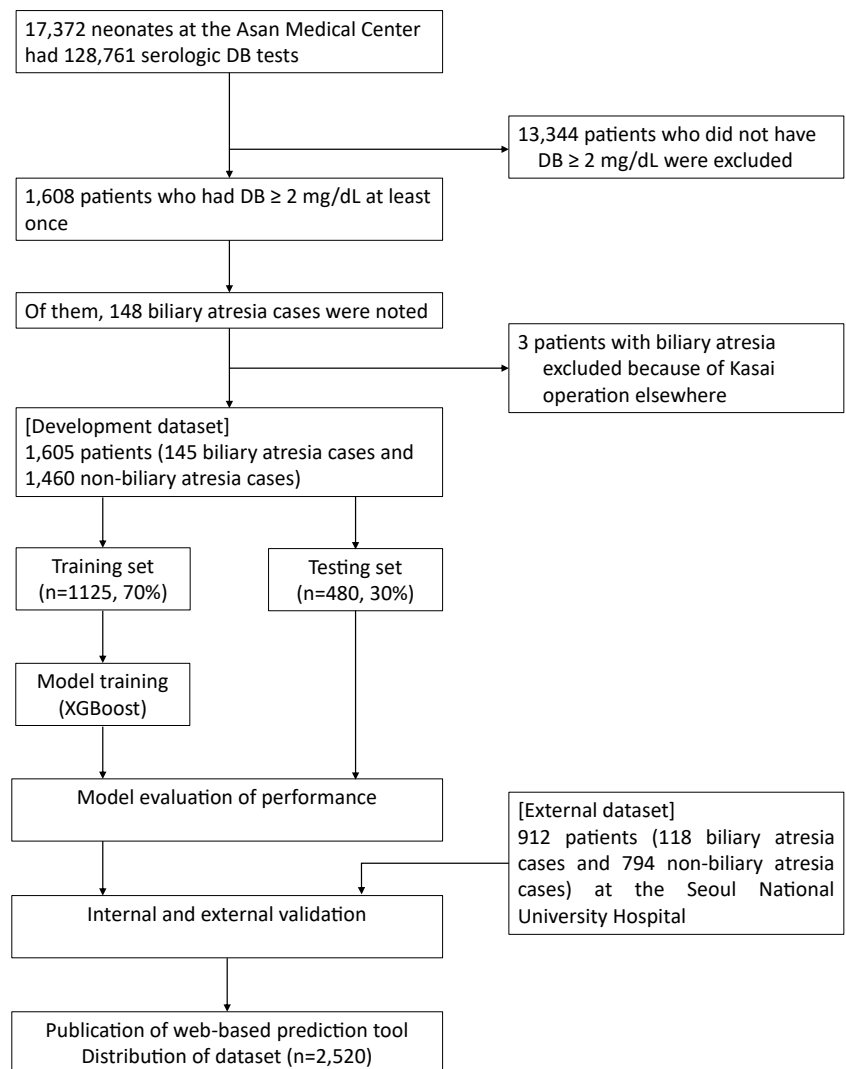 17,372 neonates at the Asan Medical Center
had 128,761 serologic DB tests
13,344 patients who did not have
DB ≥ 2 mg/dL were excluded
1,608 patients who had DB ≥ 2 mg/dL at least
once
Of them, 148 biliary atresia cases were noted
3 patients with biliary atresia
excluded because of Kasai
operation elsewhere
[Development dataset]
1,605 patients (145 biliary atresia cases and
1,460 non-biliary atresia cases)
Training set
(n=1125, 70%)
Testing set
(n=480, 30%)
Model training
(XGBoost)
Model evaluation of performance
[External dataset]
912 patients (118 biliary atresia
cases and 794 non-biliary atresia
cases) at the Seoul National
University Hospital
Internal and external validation
Publication of web-based prediction tool
Distribution of dataset (n=2,520)